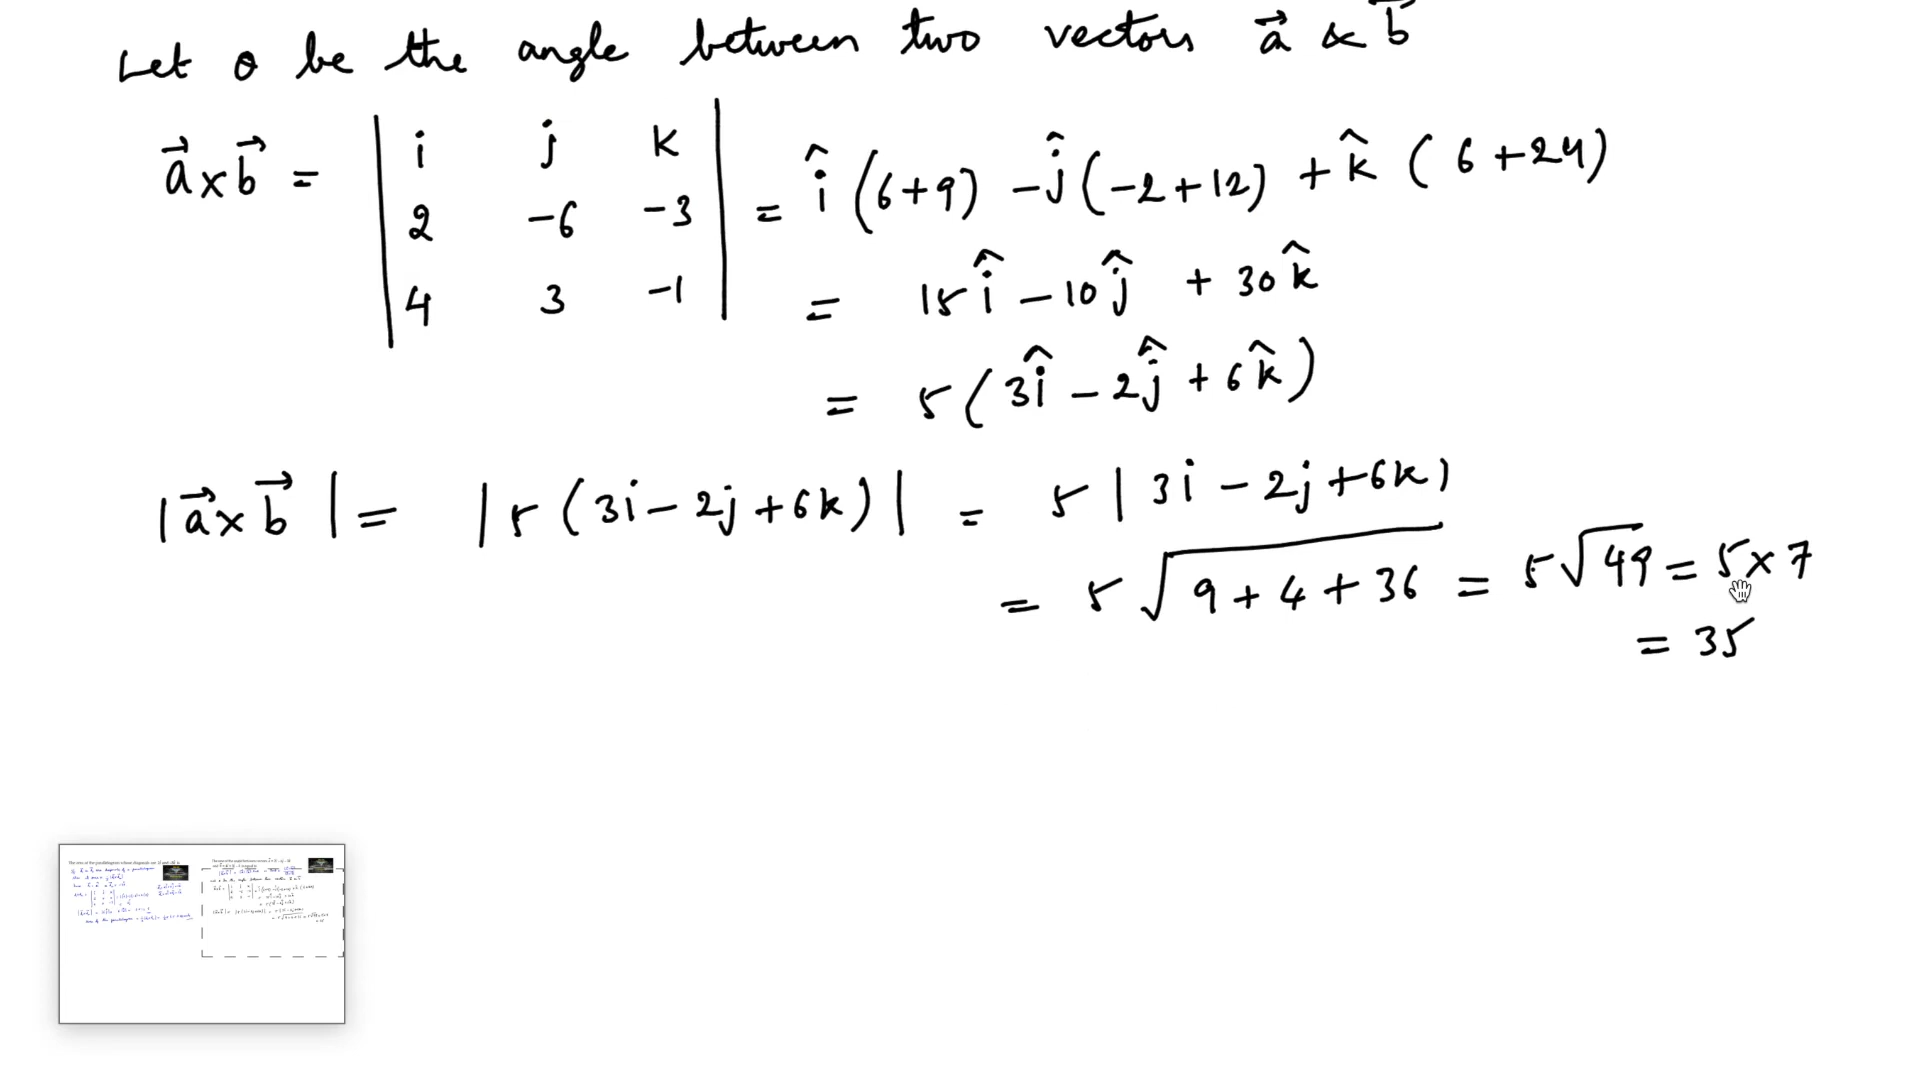 Let θ be the angle between two vectors a⃗ & b⃗
a⃗ x b⃗ = | i j k | = î (6+9) - ĵ (-2+12) + k̂ (6+24)
2 -6 -3
4 3 -1
= 15î - 10ĵ + 30k̂
= 5(3î - 2ĵ + 6k̂)
|a⃗ x b⃗| = |5(3i - 2j + 6k)| = 5|3i - 2j + 6k|
= 5√(9+4+36) = 5√49 = 5x7
= 35